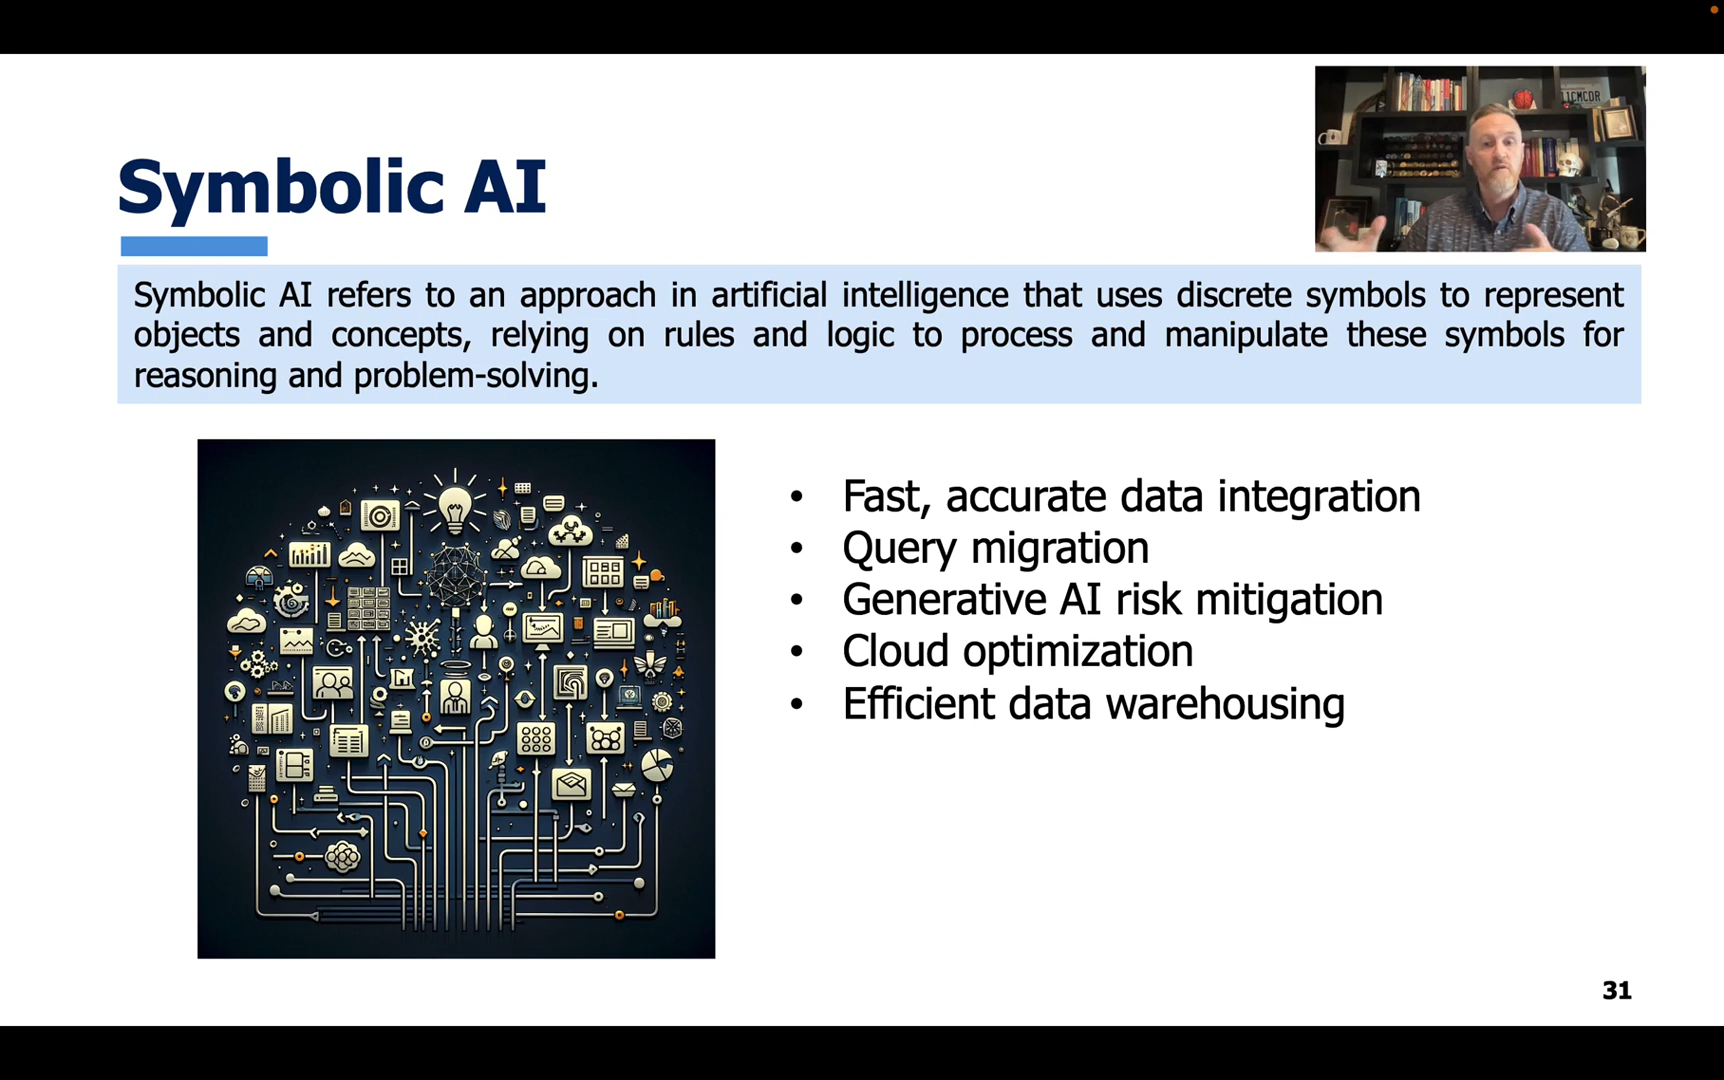 Symbolic AI
Symbolic AI refers to an approach in artificial intelligence that uses discrete symbols to represent
objects and concepts, relying on rules and logic to process and manipulate these symbols for
reasoning and problem-solving.
• Fast, accurate data integration
• Query migration
• Generative AI risk mitigation
• Cloud optimization
• Efficient data warehousing
31